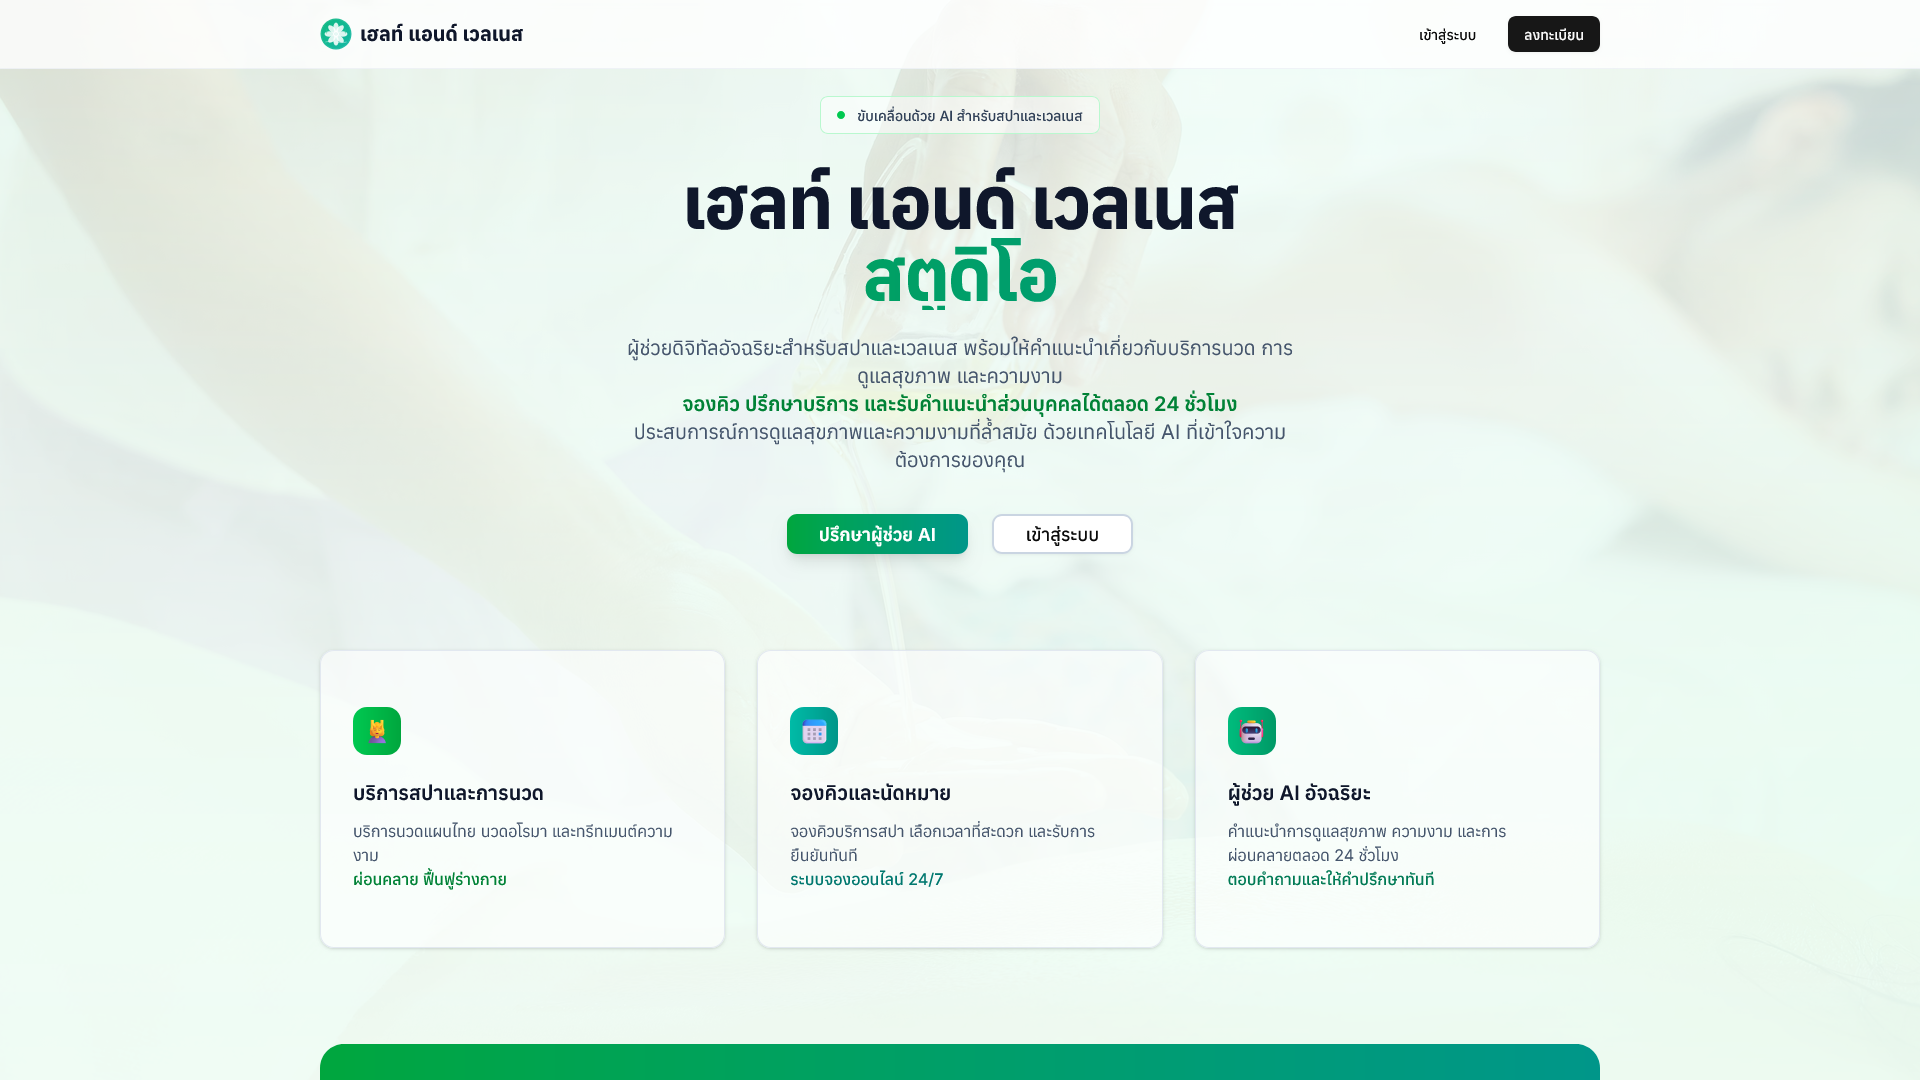 เฮลท์ แอนด์ เวลเนส
เข้าสู่ระบบ
ลงทะเบียน
ขับเคลื่อนด้วย AI สำหรับสปาและเวลเนส
เฮลท์ แอนด์ เวลเนส
สตูดิโอ
ผู้ช่วยดิจิทัลอัจฉริยะสำหรับสปาและเวลเนส พร้อมให้คำแนะนำเกี่ยวกับบริการนวด การ
ดูแลสุขภาพ และความงาม
จองคิว ปรึกษาบริการ และรับคำแนะนำส่วนบุคคลได้ตลอด 24 ชั่วโมง
ประสบการณ์การดูแลสุขภาพและความงามที่ล้ำสมัย ด้วยเทคโนโลยี AI ที่เข้าใจความ
ต้องการของคุณ
ปรึกษาผู้ช่วย AI
เข้าสู่ระบบ
บริการสปาและการนวด
บริการนวดแผนไทย นวดอโรมา และทรีทเมนต์ความ
งาม
ผ่อนคลาย ฟื้นฟูร่างกาย
จองคิวและนัดหมาย
จองคิวบริการสปา เลือกเวลาที่สะดวก และรับการ
ยืนยันทันที
ระบบจองออนไลน์ 24/7
ผู้ช่วย AI อัจฉริยะ
คำแนะนำการดูแลสุขภาพ ความงาม และการ
ผ่อนคลายตลอด 24 ชั่วโมง
ตอบคำถามและให้คำปรึกษาทันที